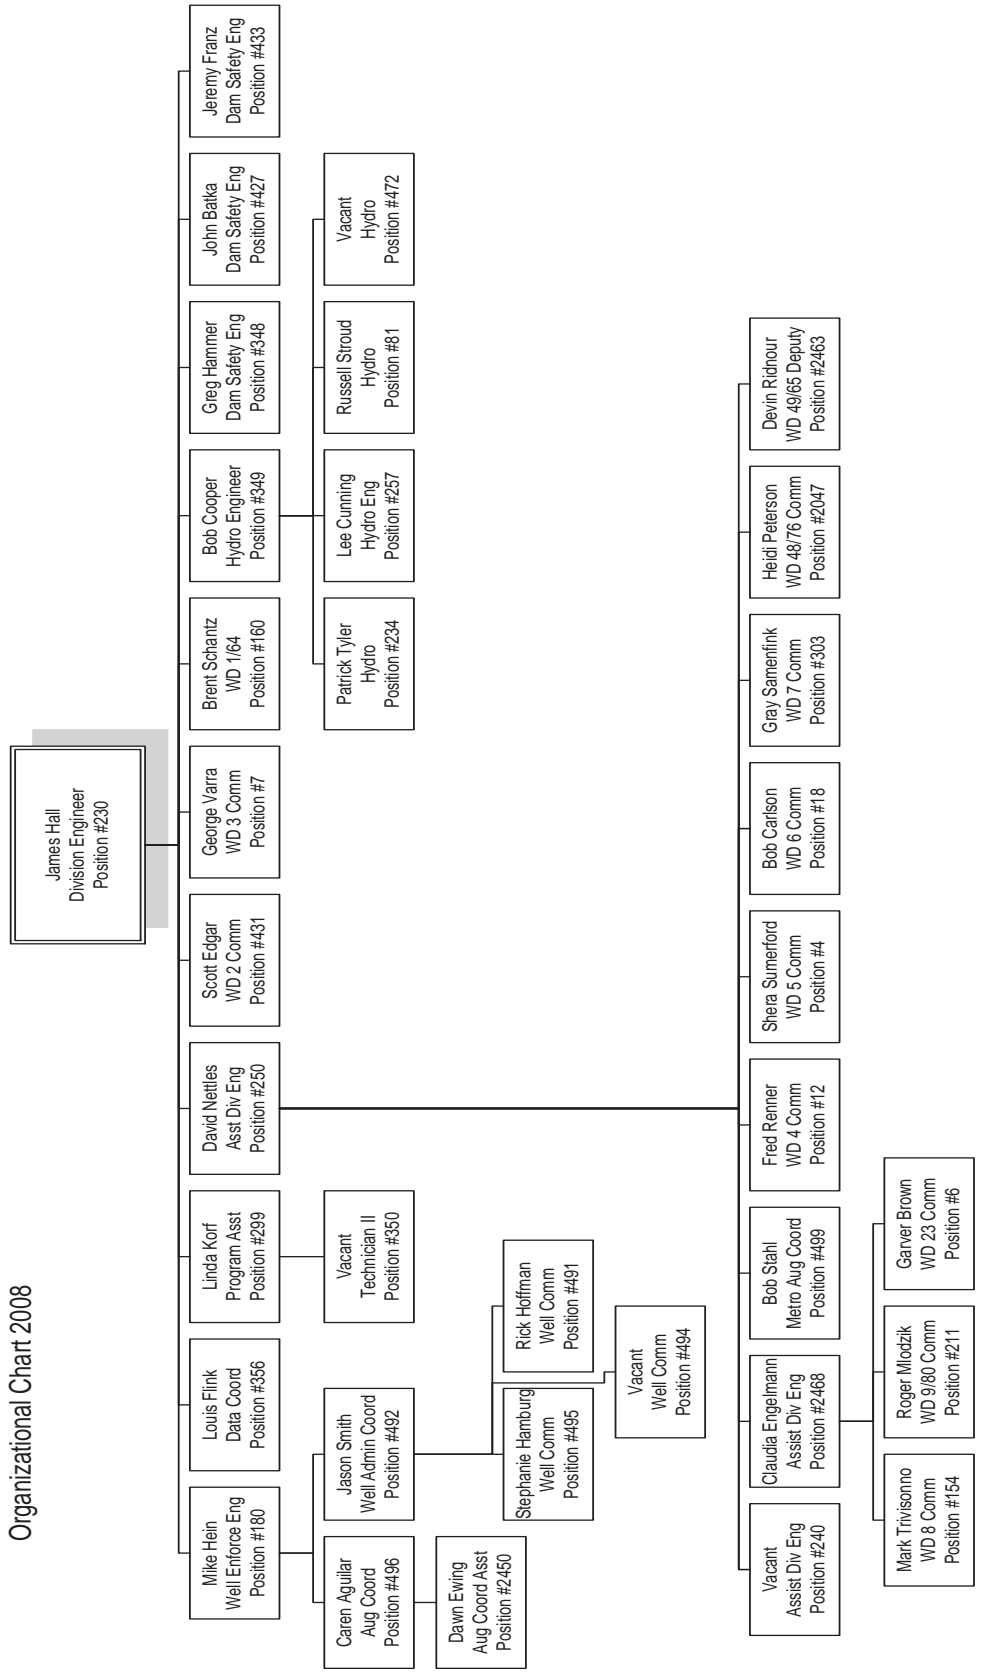 Organizational Chart 2008
James Hall
Division Engineer
Position #230
Mike Hein
Well Enforce Eng
Position #180
Louis Flink
Data Coord
Position #356
Linda Korf
Program Asst
Position #299
David Nettles
Asst Div Eng
Position #250
Scott Edgar
WD 2 Comm
Position #431
George Varra
WD 3 Comm
Position #7
Brent Schantz
WD 1/64
Position #160
Bob Cooper
Hydro Engineer
Position #349
Greg Hammer
Dam Safety Eng
Position #348
John Batka
Dam Safety Eng
Position #427
Jeremy Franz
Dam Safety Eng
Position #433
Caren Aguilar
Aug Coord
Position #496
Jason Smith
Well Admin Coord
Position #492
Vacant
Technician II
Position #350
Patrick Tyler
Hydro
Position #234
Lee Cuning
Hydro Eng
Position #257
Russell Stroud
Hydro
Position #81
Vacant
Hydro
Position #472
Dawn Ewing
Aug Coord Asst
Position #2450
Stephanie Hamburg
Well Comm
Position #495
Rick Hoffman
Well Comm
Position #491
Vacant
Well Comm
Position #494
Vacant
Assist Div Eng
Position #240
Claudia Engelmann
Assist Div Eng
Position #2468
Bob Stahl
Metro Aug Coord
Position #499
Fred Renner
WD 4 Comm
Position #12
Shera Sumerford
WD 5 Comm
Position #4
Bob Carlson
WD 6 Comm
Position #18
Gray Samenfink
WD 7 Comm
Position #303
Heidi Peterson
WD 48/76 Comm
Position #2047
Devin Ridnour
WD 49/65 Deputy
Position #2463
Mark Trivisonno
WD 8 Comm
Position #154
Roger Mlodzik
WD 9/80 Comm
Position #211
Garver Brown
WD 23 Comm
Position #6